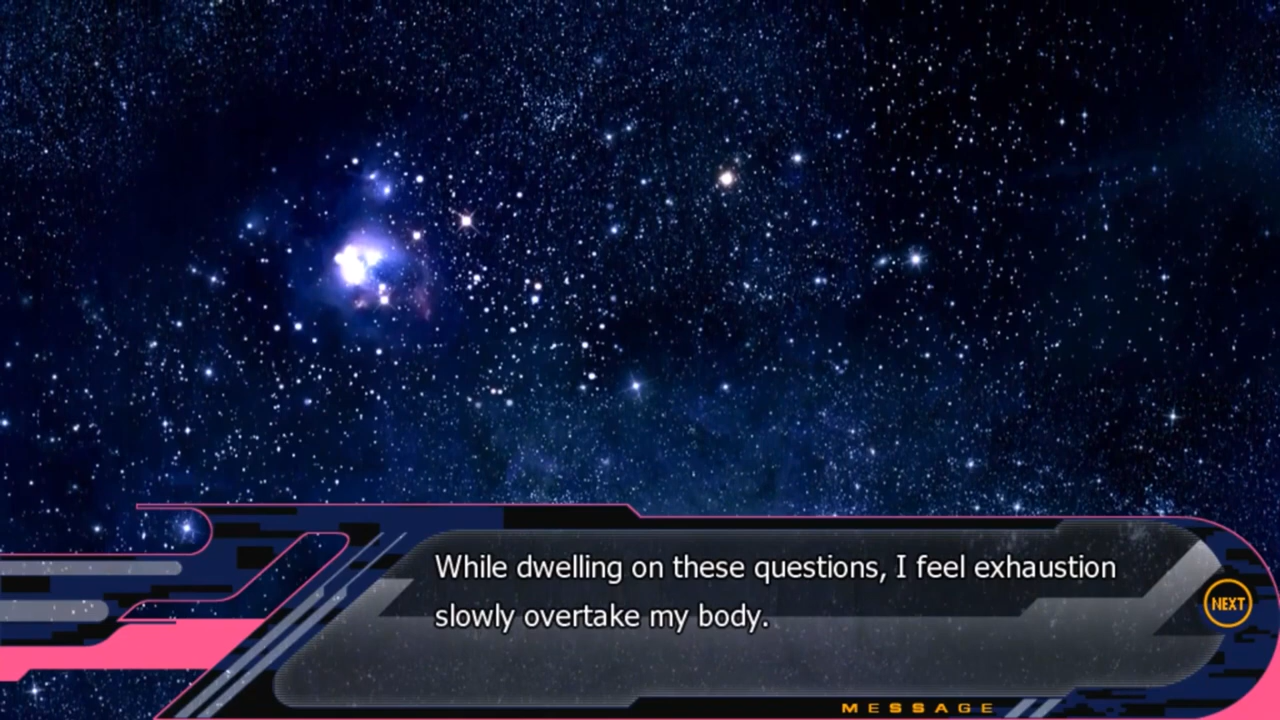 While dwelling on these questions, I feel exhaustion
slowly overtake my body.
NEXT
MESSAGE